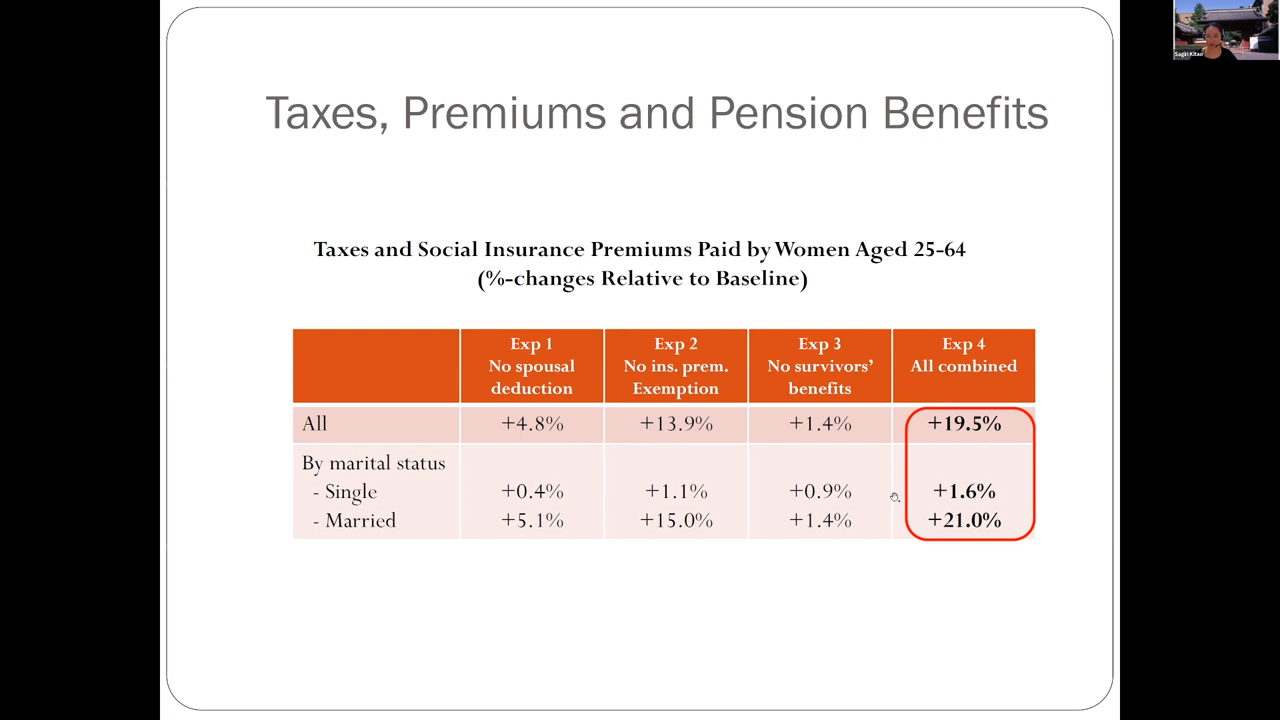 Sagiri Kitao
Taxes, Premiums and Pension Benefits
Taxes and Social Insurance Premiums Paid by Women Aged 25-64
(%-changes Relative to Baseline)
Exp 1
No spousal
deduction
Exp 2
No ins. prem.
Exemption
Exp 3
No survivors’
benefits
Exp 4
All combined
All +4.8% +13.9% +1.4% +19.5%
By marital status
- Single +0.4% +1.1% +0.9% +1.6%
- Married +5.1% +15.0% +1.4% +21.0%